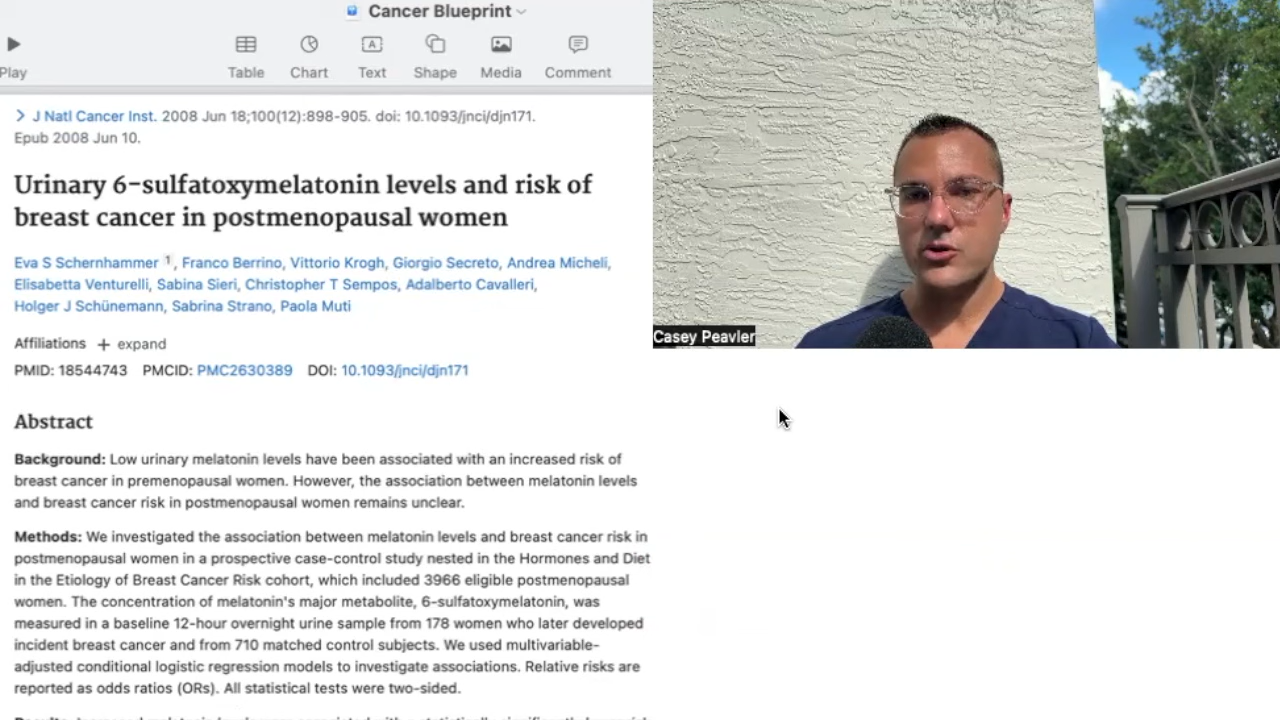 Cancer Blueprint
Play
Table
Chart
Text
Shape
Media
Comment
J Natl Cancer Inst. 2008 Jun 18;100(12):898-905. doi: 10.1093/jnci/djn171.
Epub 2008 Jun 10.
Urinary 6-sulfatoxymelatonin levels and risk of
breast cancer in postmenopausal women
Eva S Schernhammer 1, Franco Berrino, Vittorio Krogh, Giorgio Secreto, Andrea Micheli,
Elisabetta Venturelli, Sabina Sieri, Christopher T Sempos, Adalberto Cavalleri,
Holger J Schünemann, Sabrina Strano, Paola Muti
Affiliations + expand
PMID: 18544743 PMCID: PMC2630389 DOI: 10.1093/jnci/djn171
Abstract
Background: Low urinary melatonin levels have been associated with an increased risk of
breast cancer in premenopausal women. However, the association between melatonin levels
and breast cancer risk in postmenopausal women remains unclear.
Methods: We investigated the association between melatonin levels and breast cancer risk in
postmenopausal women in a prospective case-control study nested in the Hormones and Diet
in the Etiology of Breast Cancer Risk cohort, which included 3966 eligible postmenopausal
women. The concentration of melatonin's major metabolite, 6-sulfatoxymelatonin, was
measured in a baseline 12-hour overnight urine sample from 178 women who later developed
incident breast cancer and from 710 matched control subjects. We used multivariable-
adjusted conditional logistic regression models to investigate associations. Relative risks are
reported as odds ratios (ORs). All statistical tests were two-sided.
Casey Peavler